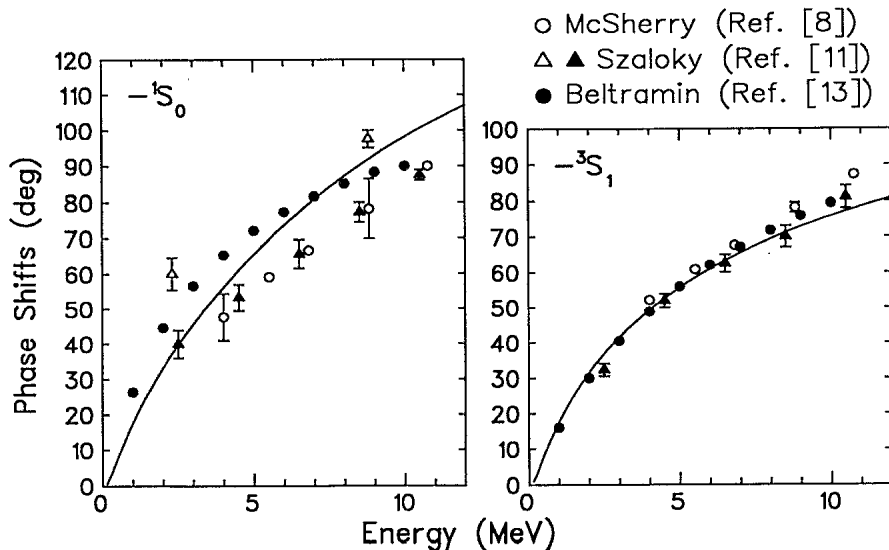 ○ McSherry (Ref. [8])
△ ▲ Szaloky (Ref. [11])
● Beltramin (Ref. [13])
−¹S₀
−³S₁
Phase Shifts (deg)
120
110
100
90
80
70
60
50
40
30
20
10
0
0 5 10
100
90
80
70
60
50
40
30
20
10
0
0 5 10
Energy (MeV)